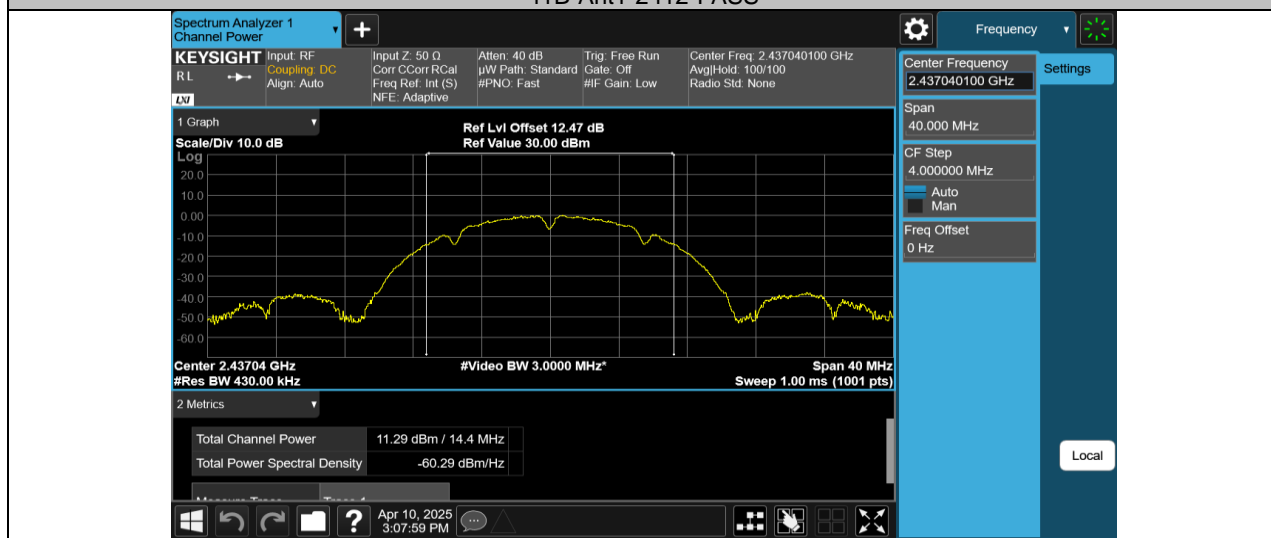 Spectrum Analyzer 1
Channel Power
Frequency
KEYSIGHT
RL
LXI
Input: RF
Coupling: DC
Align: Auto
Input Z: 50 Ω
Corr CCorr RCal
Freq Ref: Int (S)
NFE: Adaptive
Atten: 40 dB
µW Path: Standard
#PNO: Fast
Trig: Free Run
Gate: Off
#IF Gain: Low
Center Freq: 2.437040100 GHz
Avg|Hold: 100/100
Radio Std: None
Center Frequency
2.437040100 GHz
Settings
Span
40.000 MHz
CF Step
4.000000 MHz
Auto
Man
Freq Offset
0 Hz
Local
1 Graph
Scale/Div 10.0 dB
Ref Lvl Offset 12.47 dB
Ref Value 30.00 dBm
Log
20.0
10.0
0.00
-10.0
-20.0
-30.0
-40.0
-50.0
-60.0
Center 2.43704 GHz
#Video BW 3.0000 MHz*
Span 40 MHz
#Res BW 430.00 kHz
Sweep 1.00 ms (1001 pts)
2 Metrics
Total Channel Power 11.29 dBm / 14.4 MHz
Total Power Spectral Density -60.29 dBm/Hz
Apr 10, 2025
3:07:59 PM